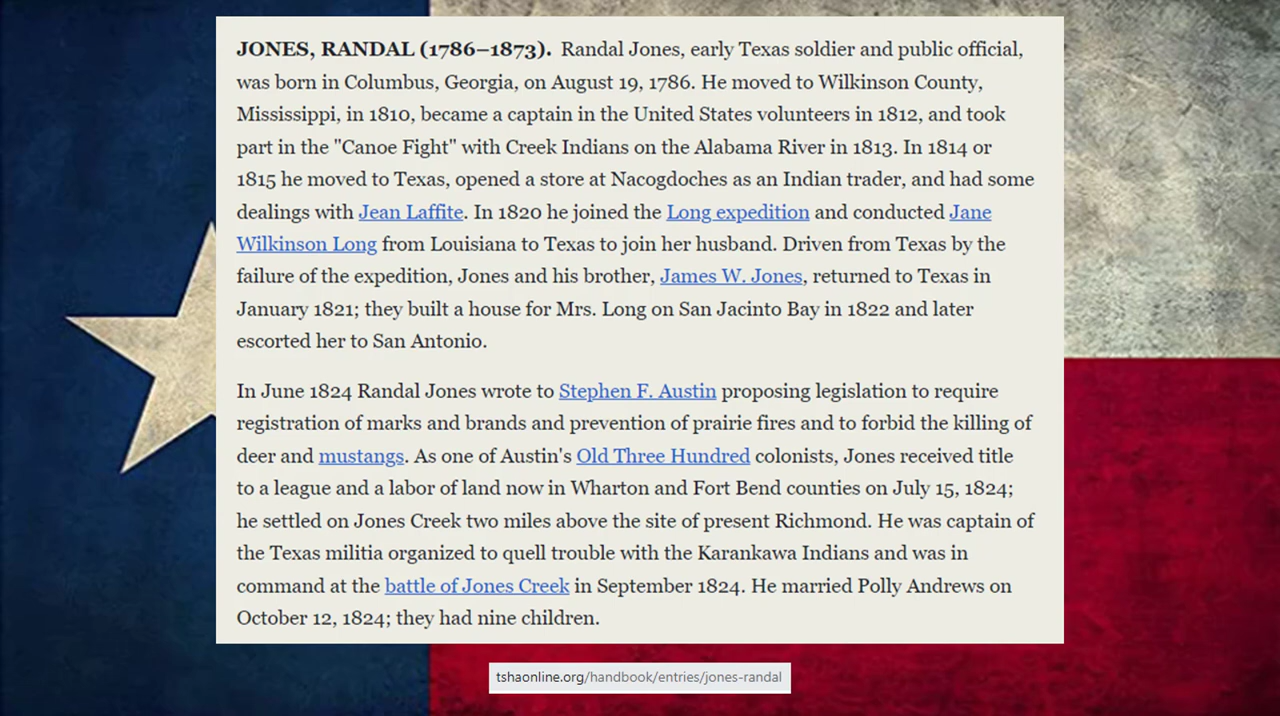 JONES, RANDAL (1786–1873). Randal Jones, early Texas soldier and public official,
was born in Columbus, Georgia, on August 19, 1786. He moved to Wilkinson County,
Mississippi, in 1810, became a captain in the United States volunteers in 1812, and took
part in the "Canoe Fight" with Creek Indians on the Alabama River in 1813. In 1814 or
1815 he moved to Texas, opened a store at Nacogdoches as an Indian trader, and had some
dealings with Jean Laffite. In 1820 he joined the Long expedition and conducted Jane
Wilkinson Long from Louisiana to Texas to join her husband. Driven from Texas by the
failure of the expedition, Jones and his brother, James W. Jones, returned to Texas in
January 1821; they built a house for Mrs. Long on San Jacinto Bay in 1822 and later
escorted her to San Antonio.
In June 1824 Randal Jones wrote to Stephen F. Austin proposing legislation to require
registration of marks and brands and prevention of prairie fires and to forbid the killing of
deer and mustangs. As one of Austin's Old Three Hundred colonists, Jones received title
to a league and a labor of land now in Wharton and Fort Bend counties on July 15, 1824;
he settled on Jones Creek two miles above the site of present Richmond. He was captain of
the Texas militia organized to quell trouble with the Karankawa Indians and was in
command at the battle of Jones Creek in September 1824. He married Polly Andrews on
October 12, 1824; they had nine children.
tshaonline.org/handbook/entries/jones-randal